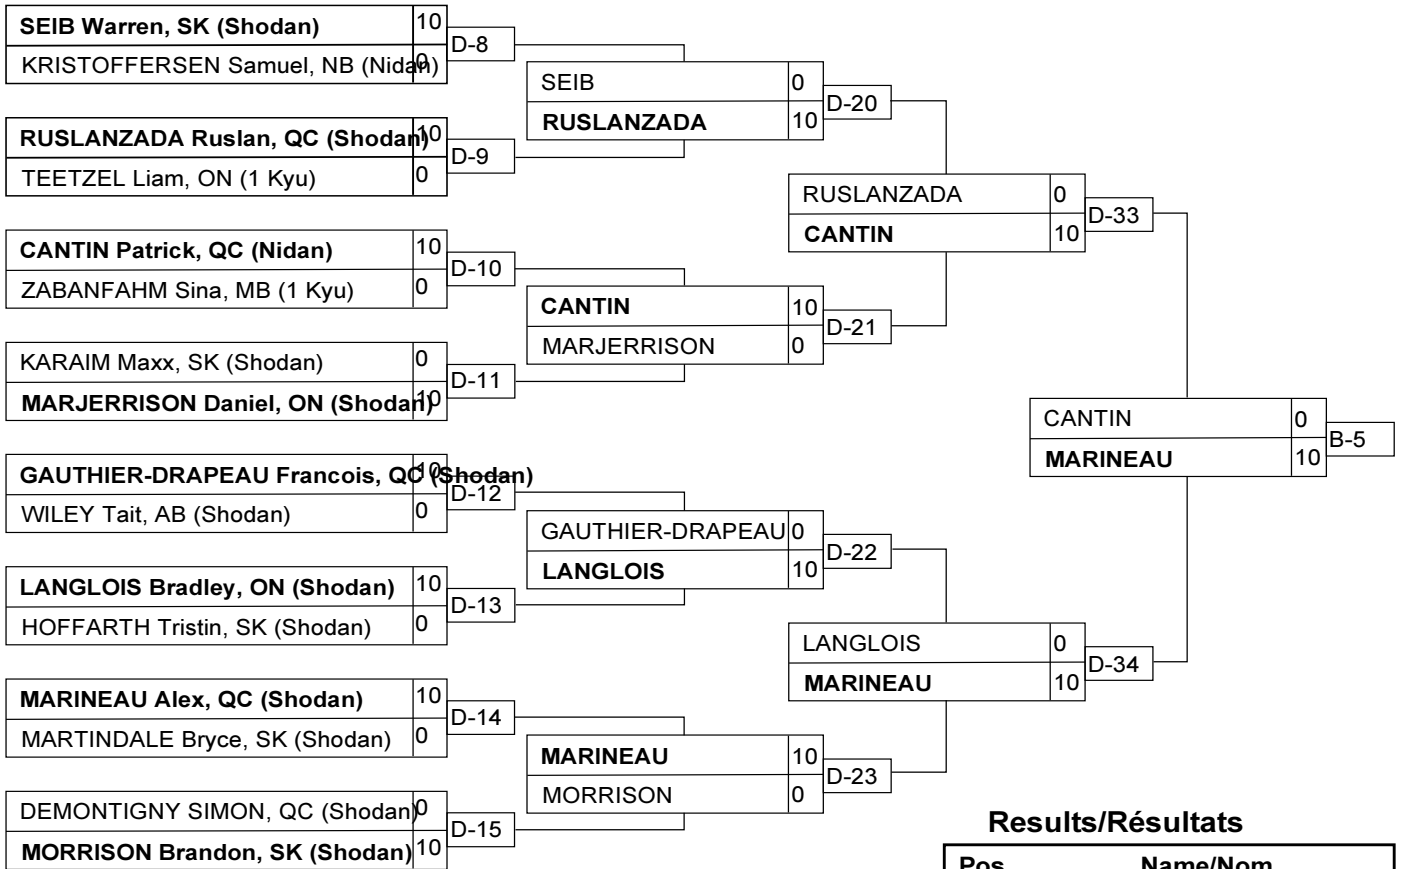 SEIB Warren, SK (Shodan) 10
KRISTOFFERSEN Samuel, NB (Nidan) 0
D-8
RUSLANZADA Ruslan, QC (Shodan) 10
TEETZEL Liam, ON (1 Kyu) 0
D-9
CANTIN Patrick, QC (Nidan) 10
ZABANFAHM Sina, MB (1 Kyu) 0
D-10
KARAIM Maxx, SK (Shodan) 0
MARJERRISON Daniel, ON (Shodan) 10
D-11
GAUTHIER-DRAPEAU Francois, QC (Shodan) 10
WILEY Tait, AB (Shodan) 0
D-12
LANGLOIS Bradley, ON (Shodan) 10
HOFFARTH Tristin, SK (Shodan) 0
D-13
MARINEAU Alex, QC (Shodan) 10
MARTINDALE Bryce, SK (Shodan) 0
D-14
DEMONTIGNY SIMON, QC (Shodan) 0
MORRISON Brandon, SK (Shodan) 10
D-15
SEIB 0
RUSLANZADA 10
D-20
CANTIN 10
MARJERRISON 0
D-21
GAUTHIER-DRAPEAU 0
LANGLOIS 10
D-22
MARINEAU 10
MORRISON 0
D-23
RUSLANZADA 0
CANTIN 10
D-33
LANGLOIS 0
MARINEAU 10
D-34
CANTIN 0
MARINEAU 10
B-5
Results/Résultats
Pos Name/Nom